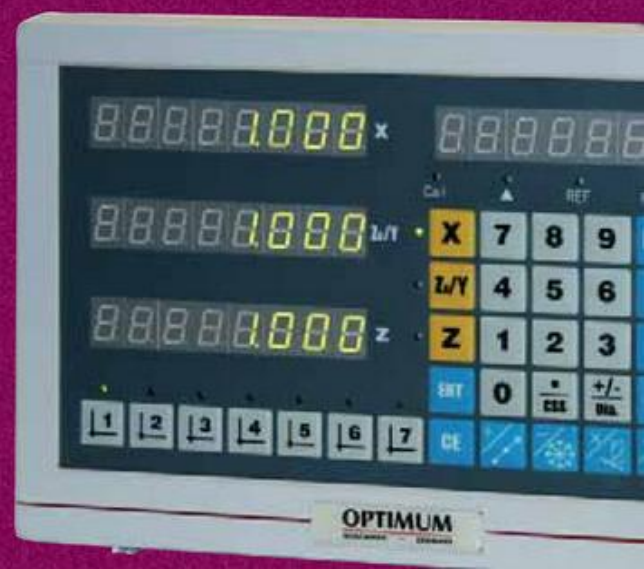 1.000 X
1.000 Z₀/Y
1.000 Z
Cal ▲ REF
X 7 8 9
Z₀/Y 4 5 6
Z 1 2 3
ENT 0 • CSS +/- Dia.
1 2 3 4 5 6 7 CE
OPTIMUM